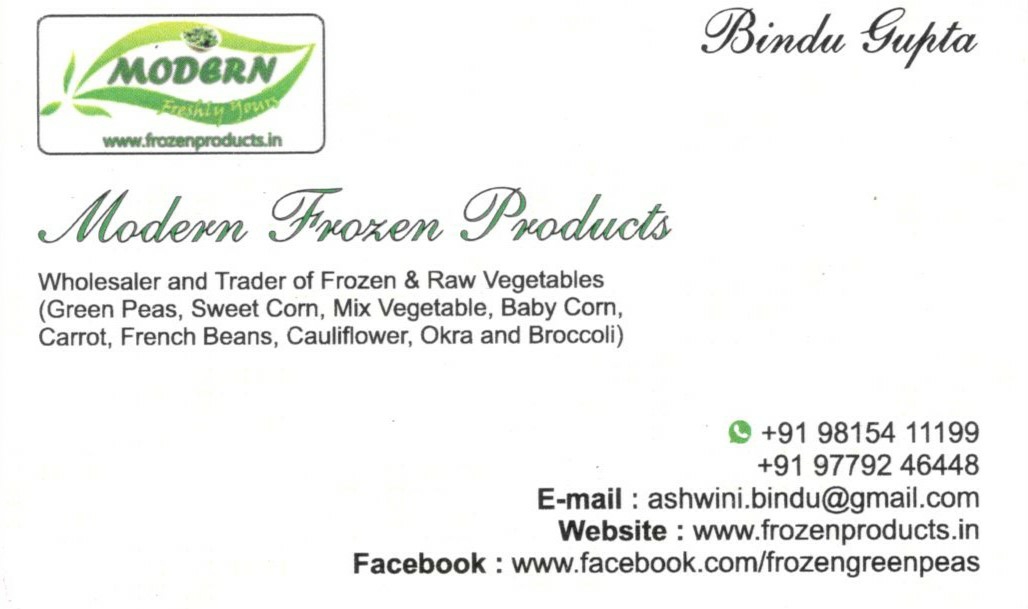 MODERN
Freshly Yours
www.frozenproducts.in
Bindu Gupta
Modern Frozen Products
Wholesaler and Trader of Frozen & Raw Vegetables
(Green Peas, Sweet Corn, Mix Vegetable, Baby Corn,
Carrot, French Beans, Cauliflower, Okra and Broccoli)
+91 98154 11199
+91 97792 46448
E-mail : ashwini.bindu@gmail.com
Website : www.frozenproducts.in
Facebook : www.facebook.com/frozengreenpeas